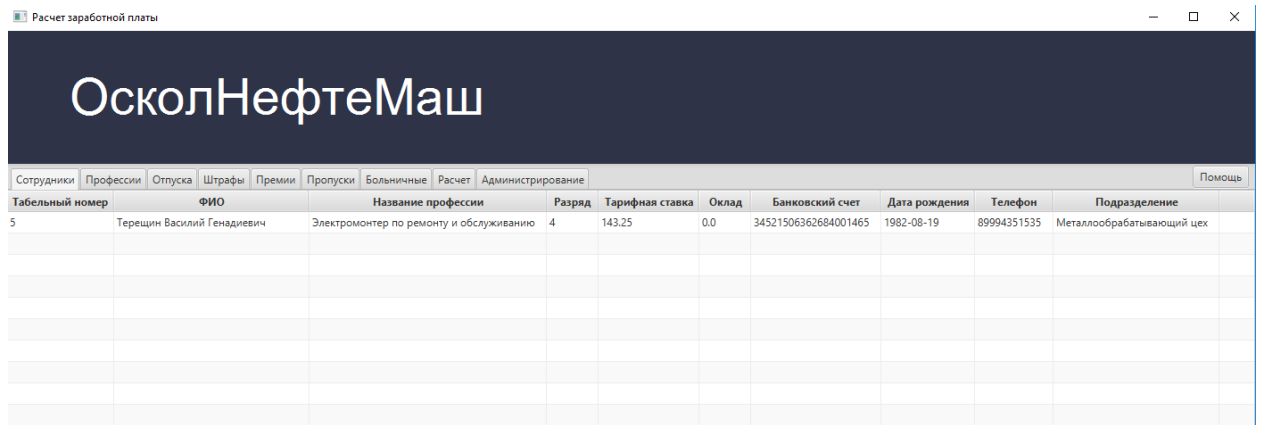 Расчет заработной платы
ОсколНефтеМаш
Сотрудники Профессии Отпуска Штрафы Премии Пропуски Больничные Расчет Администрирование Помощь
Табельный номер ФИО Название профессии Разряд Тарифная ставка Оклад Банковский счет Дата рождения Телефон Подразделение
5 Терещин Василий Генадиевич Электромонтер по ремонту и обслуживанию 4 143.25 0.0 34521506362684001465 1982-08-19 89994351535 Металлообрабатывающий цех